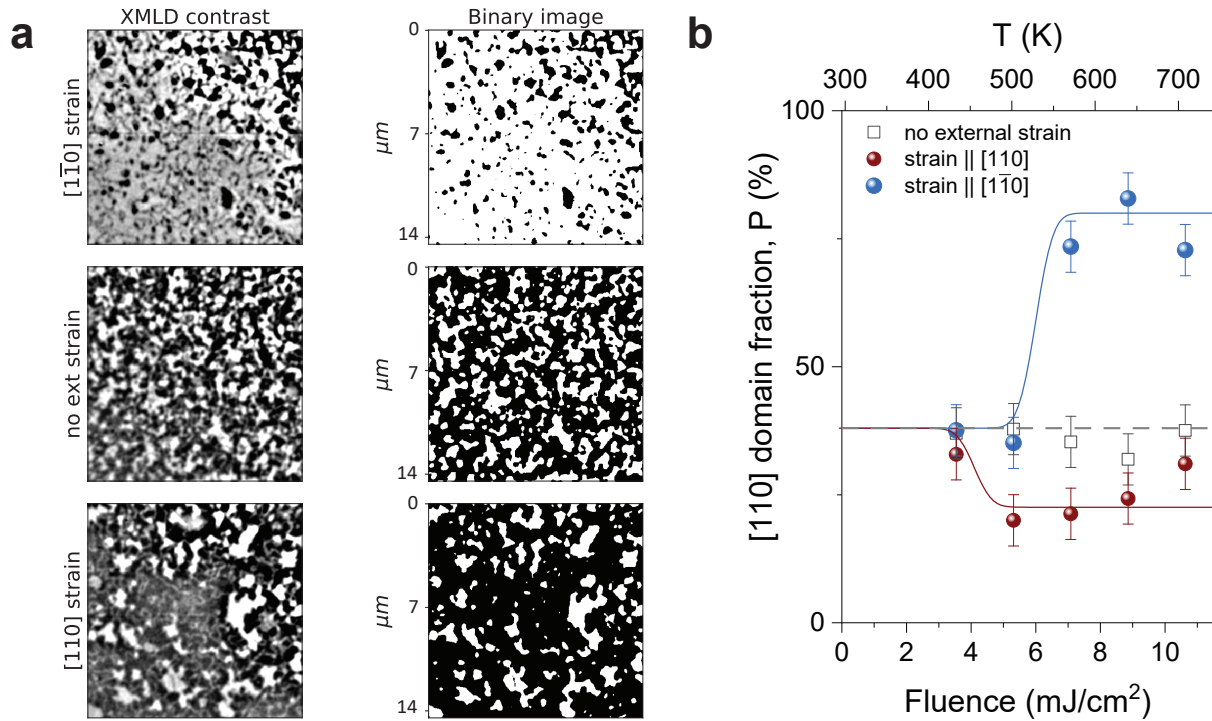 a
XMLD contrast
Binary image
[11̅0] strain
0
μm
7
14
no ext strain
0
μm
7
14
[110] strain
0
μm
7
14
b
T (K)
300 400 500 600 700
100
no external strain
strain || [110]
strain || [11̅0]
[110] domain fraction, P (%)
50
0
0 2 4 6 8 10
Fluence (mJ/cm²)